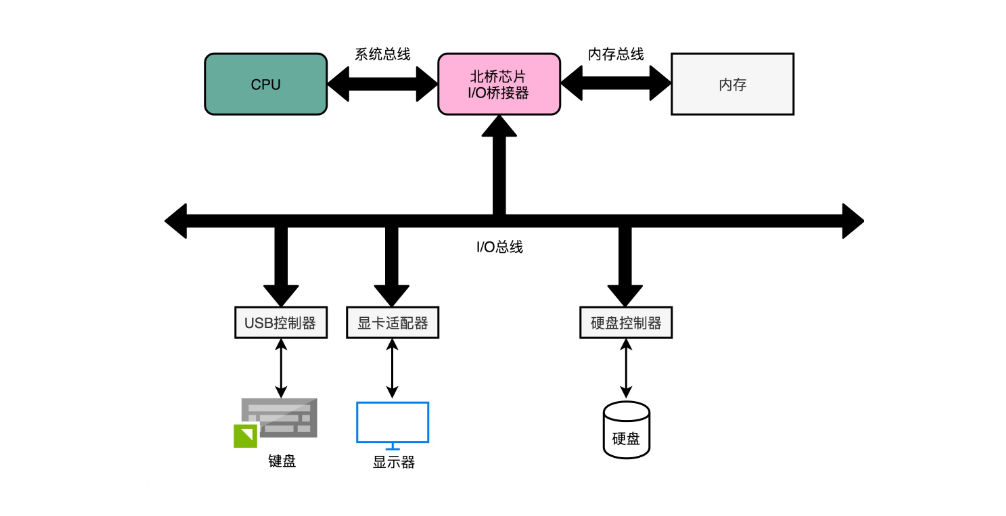 系统总线
内存总线
CPU
北桥芯片
I/O桥接器
内存
I/O总线
USB控制器
显卡适配器
硬盘控制器
硬盘
键盘
显示器